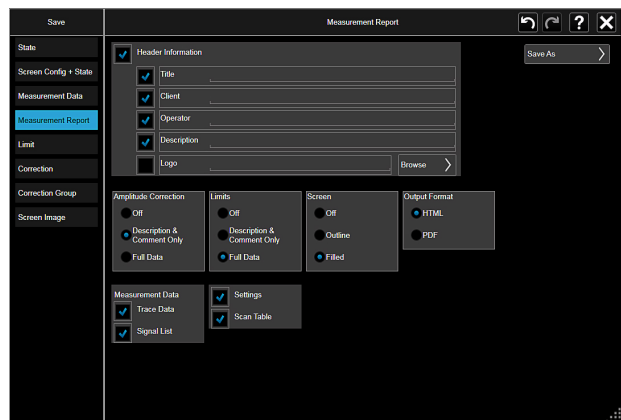 Save
Measurement Report
?
State
Screen Config + State
Measurement Data
Measurement Report
Limit
Correction
Correction Group
Screen Image
Header Information
Title
Client
Operator
Description
Logo
Browse
Save As
Amplitude Correction
Off
Description &
Comment Only
Full Data
Limits
Off
Description &
Comment Only
Full Data
Screen
Off
Outline
Filled
Output Format
HTML
PDF
Measurement Data
Trace Data
Signal List
Settings
Scan Table